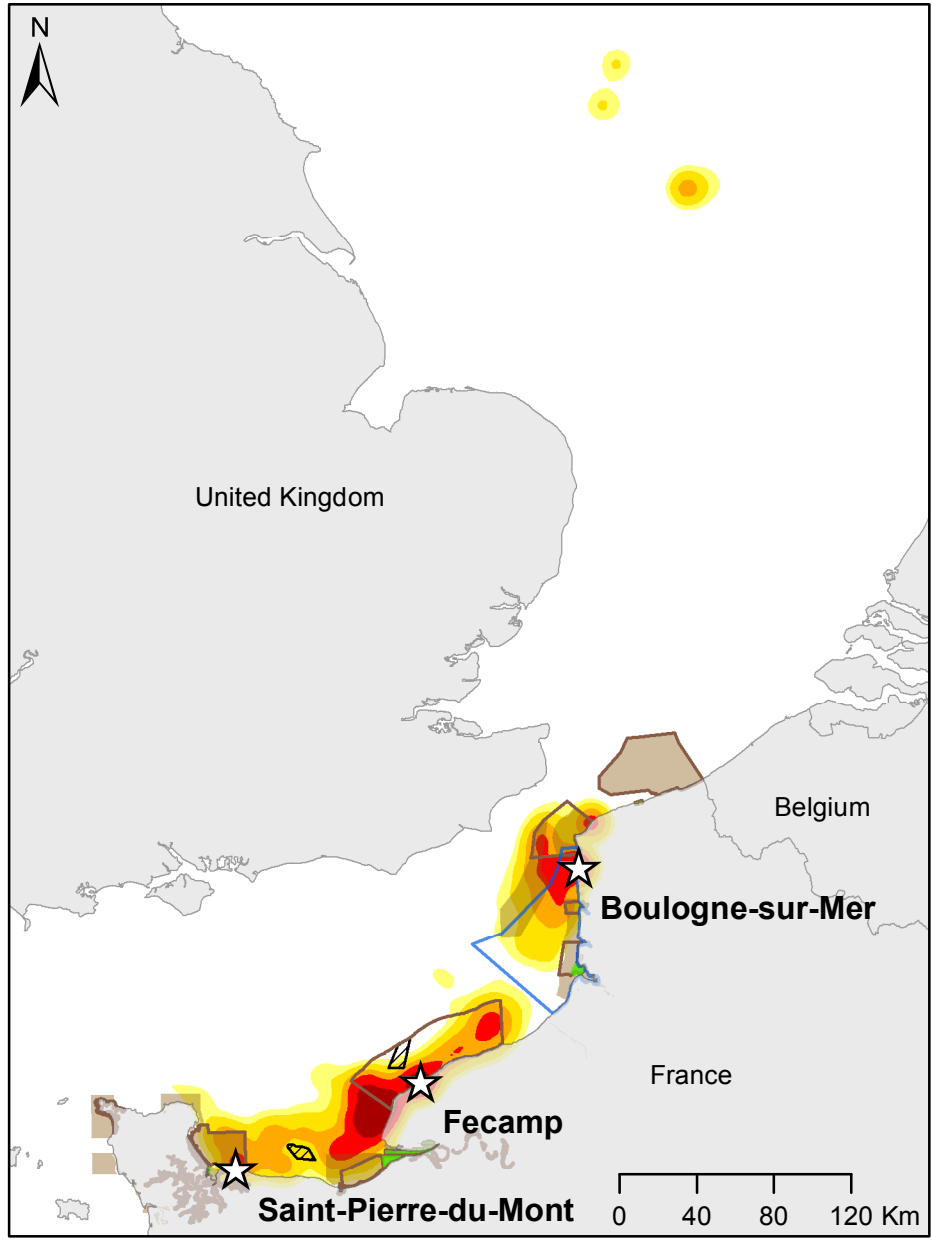 N
United Kingdom
Belgium
Boulogne-sur-Mer
France
Fecamp
Saint-Pierre-du-Mont
0 40 80 120 Km